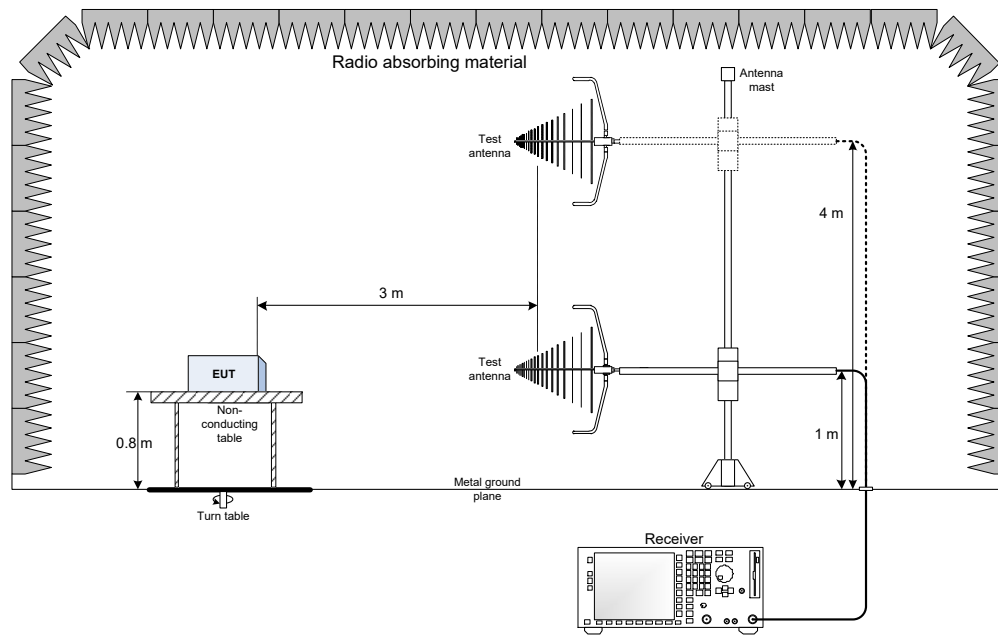 Radio absorbing material
Antenna
mast
Test
antenna
4 m
3 m
Test
antenna
EUT
Non-
conducting
table
0.8 m
1 m
Metal ground
plane
Turn table
Receiver